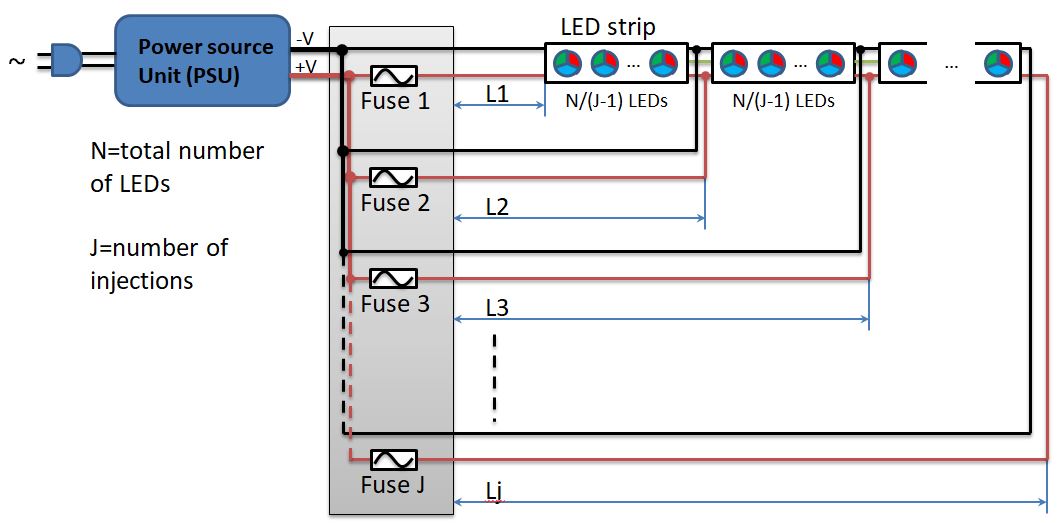 LED strip
~
Power source
Unit (PSU)
-V
+V
...
...
...
Fuse 1
L1
N/(J-1) LEDs
N/(J-1) LEDs
N=total number
of LEDs
Fuse 2
L2
J=number of
injections
Fuse 3
L3
Fuse J
Lj